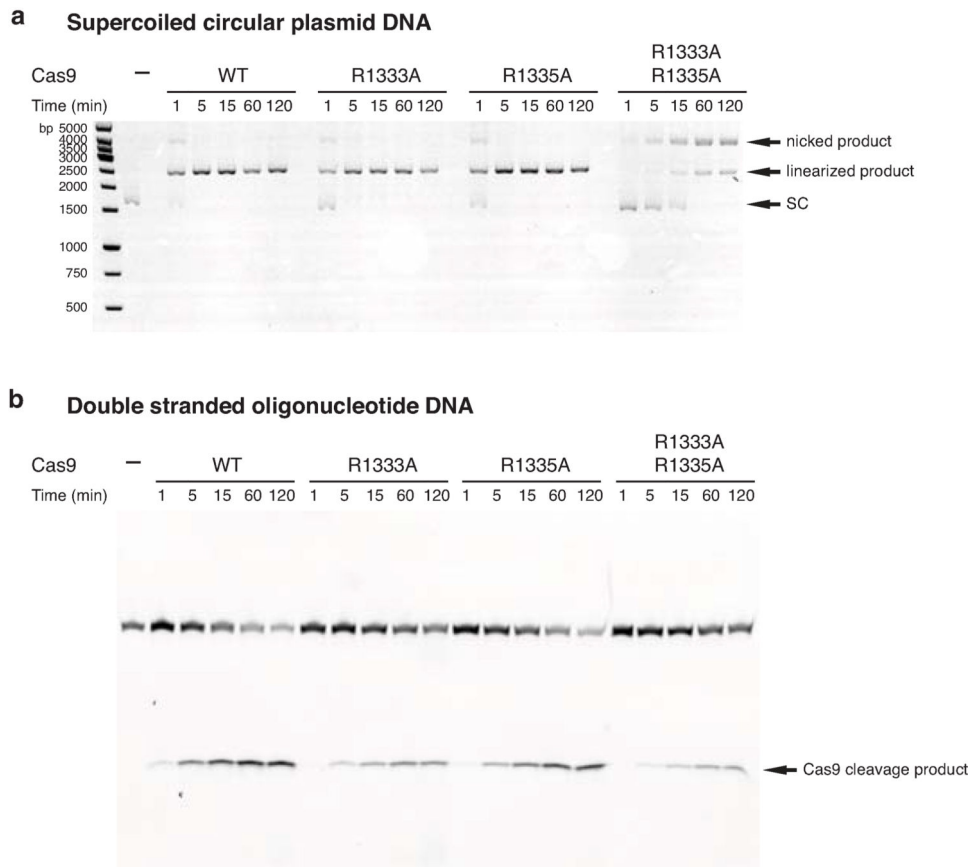 a Supercoiled circular plasmid DNA
R1333A
Cas9 – WT R1333A R1335A R1335A
Time (min) 1 5 15 60 120 1 5 15 60 120 1 5 15 60 120 1 5 15 60 120
bp 5000
4000
3500
3000
2500
2000
1500
1000
750
500
nicked product
linearized product
SC
b Double stranded oligonucleotide DNA
R1333A
Cas9 – WT R1333A R1335A R1335A
Time (min) 1 5 15 60 120 1 5 15 60 120 1 5 15 60 120 1 5 15 60 120
Cas9 cleavage product